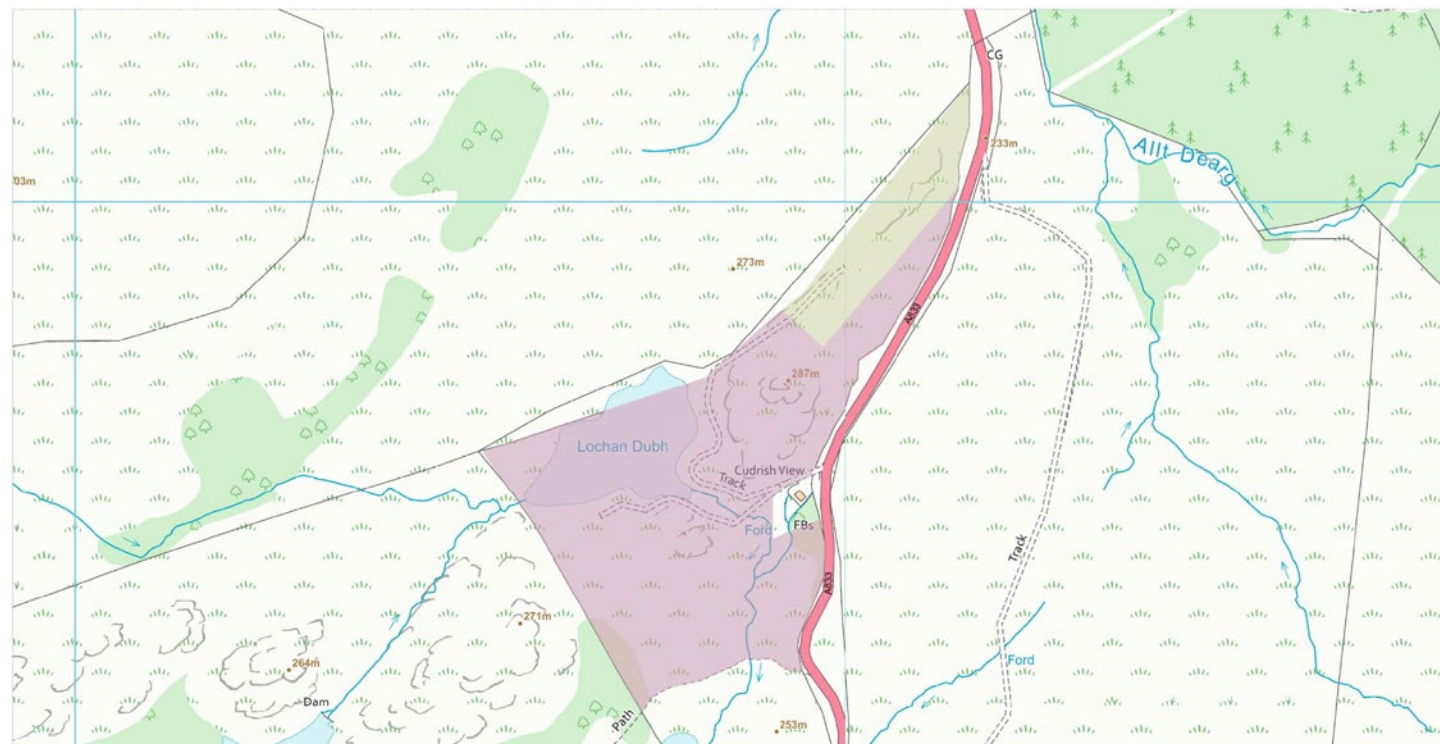 CG
233m
Allt Dearg
03m
273m
A833
287m
Lochan Dubh
Cudrish View
Track
FBs
Ford
Track
A833
271m
264m
Ford
Dam
Path
253m